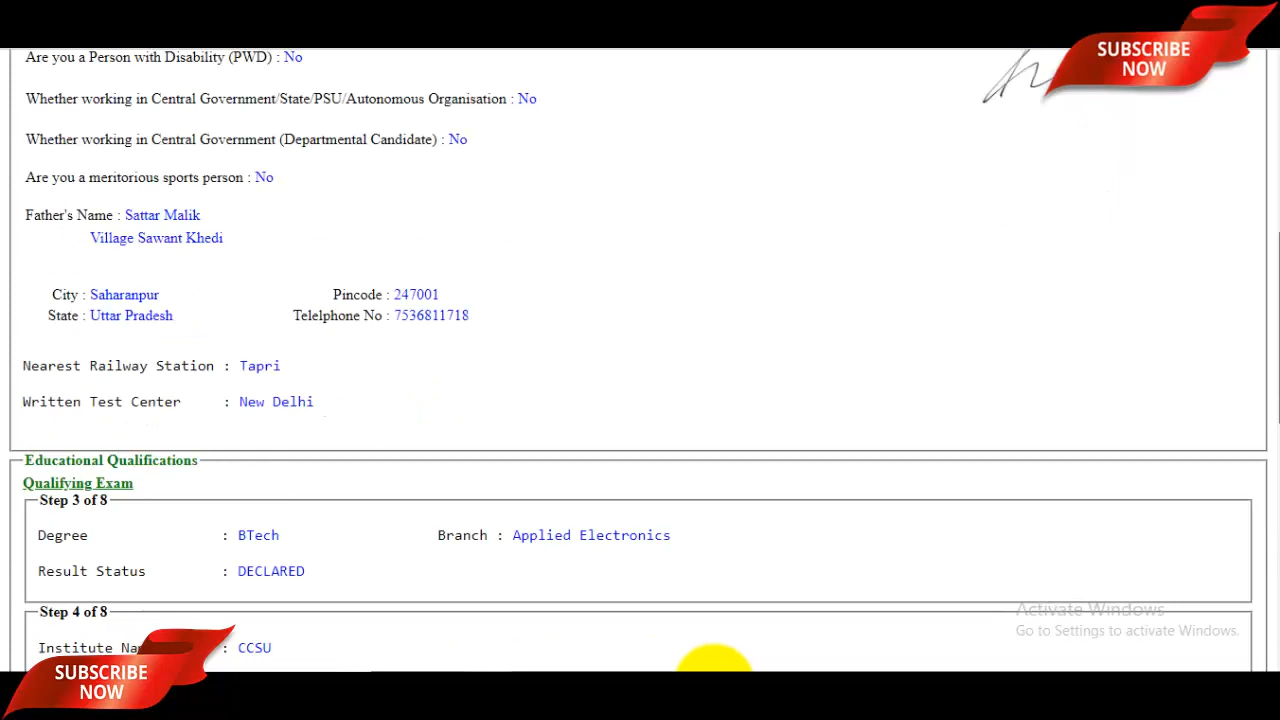 SUBSCRIBE
NOW
Are you a Person with Disability (PWD) : No
Whether working in Central Government/State/PSU/Autonomous Organisation : No
Whether working in Central Government (Departmental Candidate) : No
Are you a meritorious sports person : No
Father's Name : Sattar Malik
Village Sawant Khedi
City : Saharanpur Pincode : 247001
State : Uttar Pradesh Telelphone No : 7536811718
Nearest Railway Station : Tapri
Written Test Center : New Delhi
Educational Qualifications
Qualifying Exam
Step 3 of 8
Degree : BTech Branch : Applied Electronics
Result Status : DECLARED
Step 4 of 8
Activate Windows
Go to Settings to activate Windows.
Institute : CCSU
SUBSCRIBE
NOW